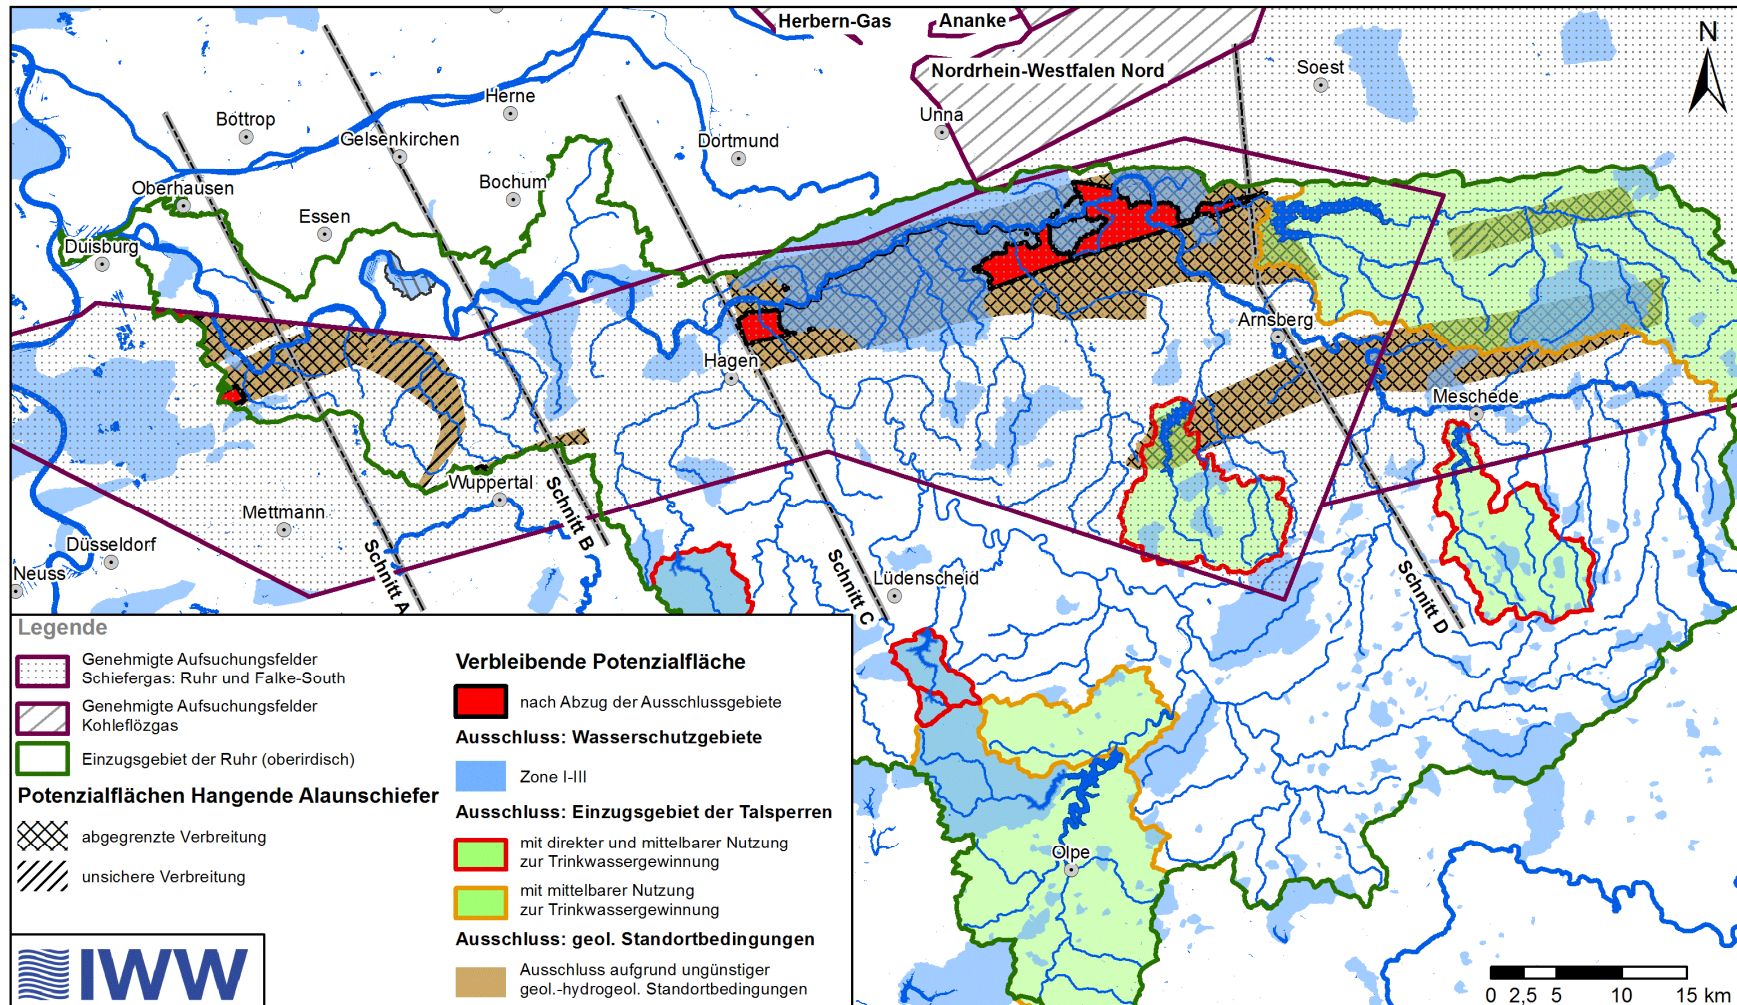 Herbern-Gas
Ananke
N
Nordrhein-Westfalen Nord
Soest
Herne
Unna
Bottrop
Gelsenkirchen
Dortmund
Oberhausen
Bochum
Essen
Duisburg
Arnsberg
Hagen
Meschede
Wuppertal
Schnitt B
Mettmann
Düsseldorf
Schnitt A
Neuss
Schnitt C
Lüdenscheid
Schnitt D
Olpe
Legende
Genehmigte Aufsuchungsfelder
Schiefergas: Ruhr und Falke-South
Genehmigte Aufsuchungsfelder
Kohleflözgas
Einzugsgebiet der Ruhr (oberirdisch)
Potenzialflächen Hangende Alaunschiefer
abgegrenzte Verbreitung
unsichere Verbreitung
IWW
Verbleibende Potenzialfläche
nach Abzug der Ausschlussgebiete
Ausschluss: Wasserschutzgebiete
Zone I-III
Ausschluss: Einzugsgebiet der Talsperren
mit direkter und mittelbarer Nutzung
zur Trinkwassergewinnung
mit mittelbarer Nutzung
zur Trinkwassergewinnung
Ausschluss: geol. Standortbedingungen
Ausschluss aufgrund ungünstiger
geol.-hydrogeol. Standortbedingungen
0 2,5 5 10 15 km